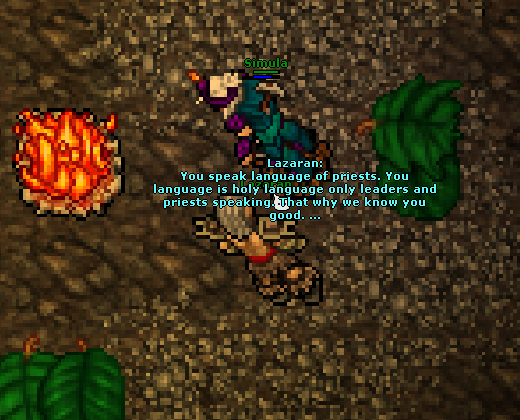 Simula
Lazaran:
You speak language of priests. You
language is holy language only leaders and
priests speaking. That why we know you
good. ...